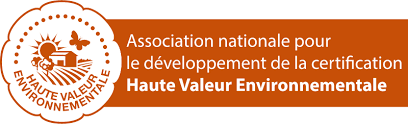 HAUTE VALEUR
ENVIRONNEMENTALE
Association nationale pour
le développement de la certification
Haute Valeur Environnementale